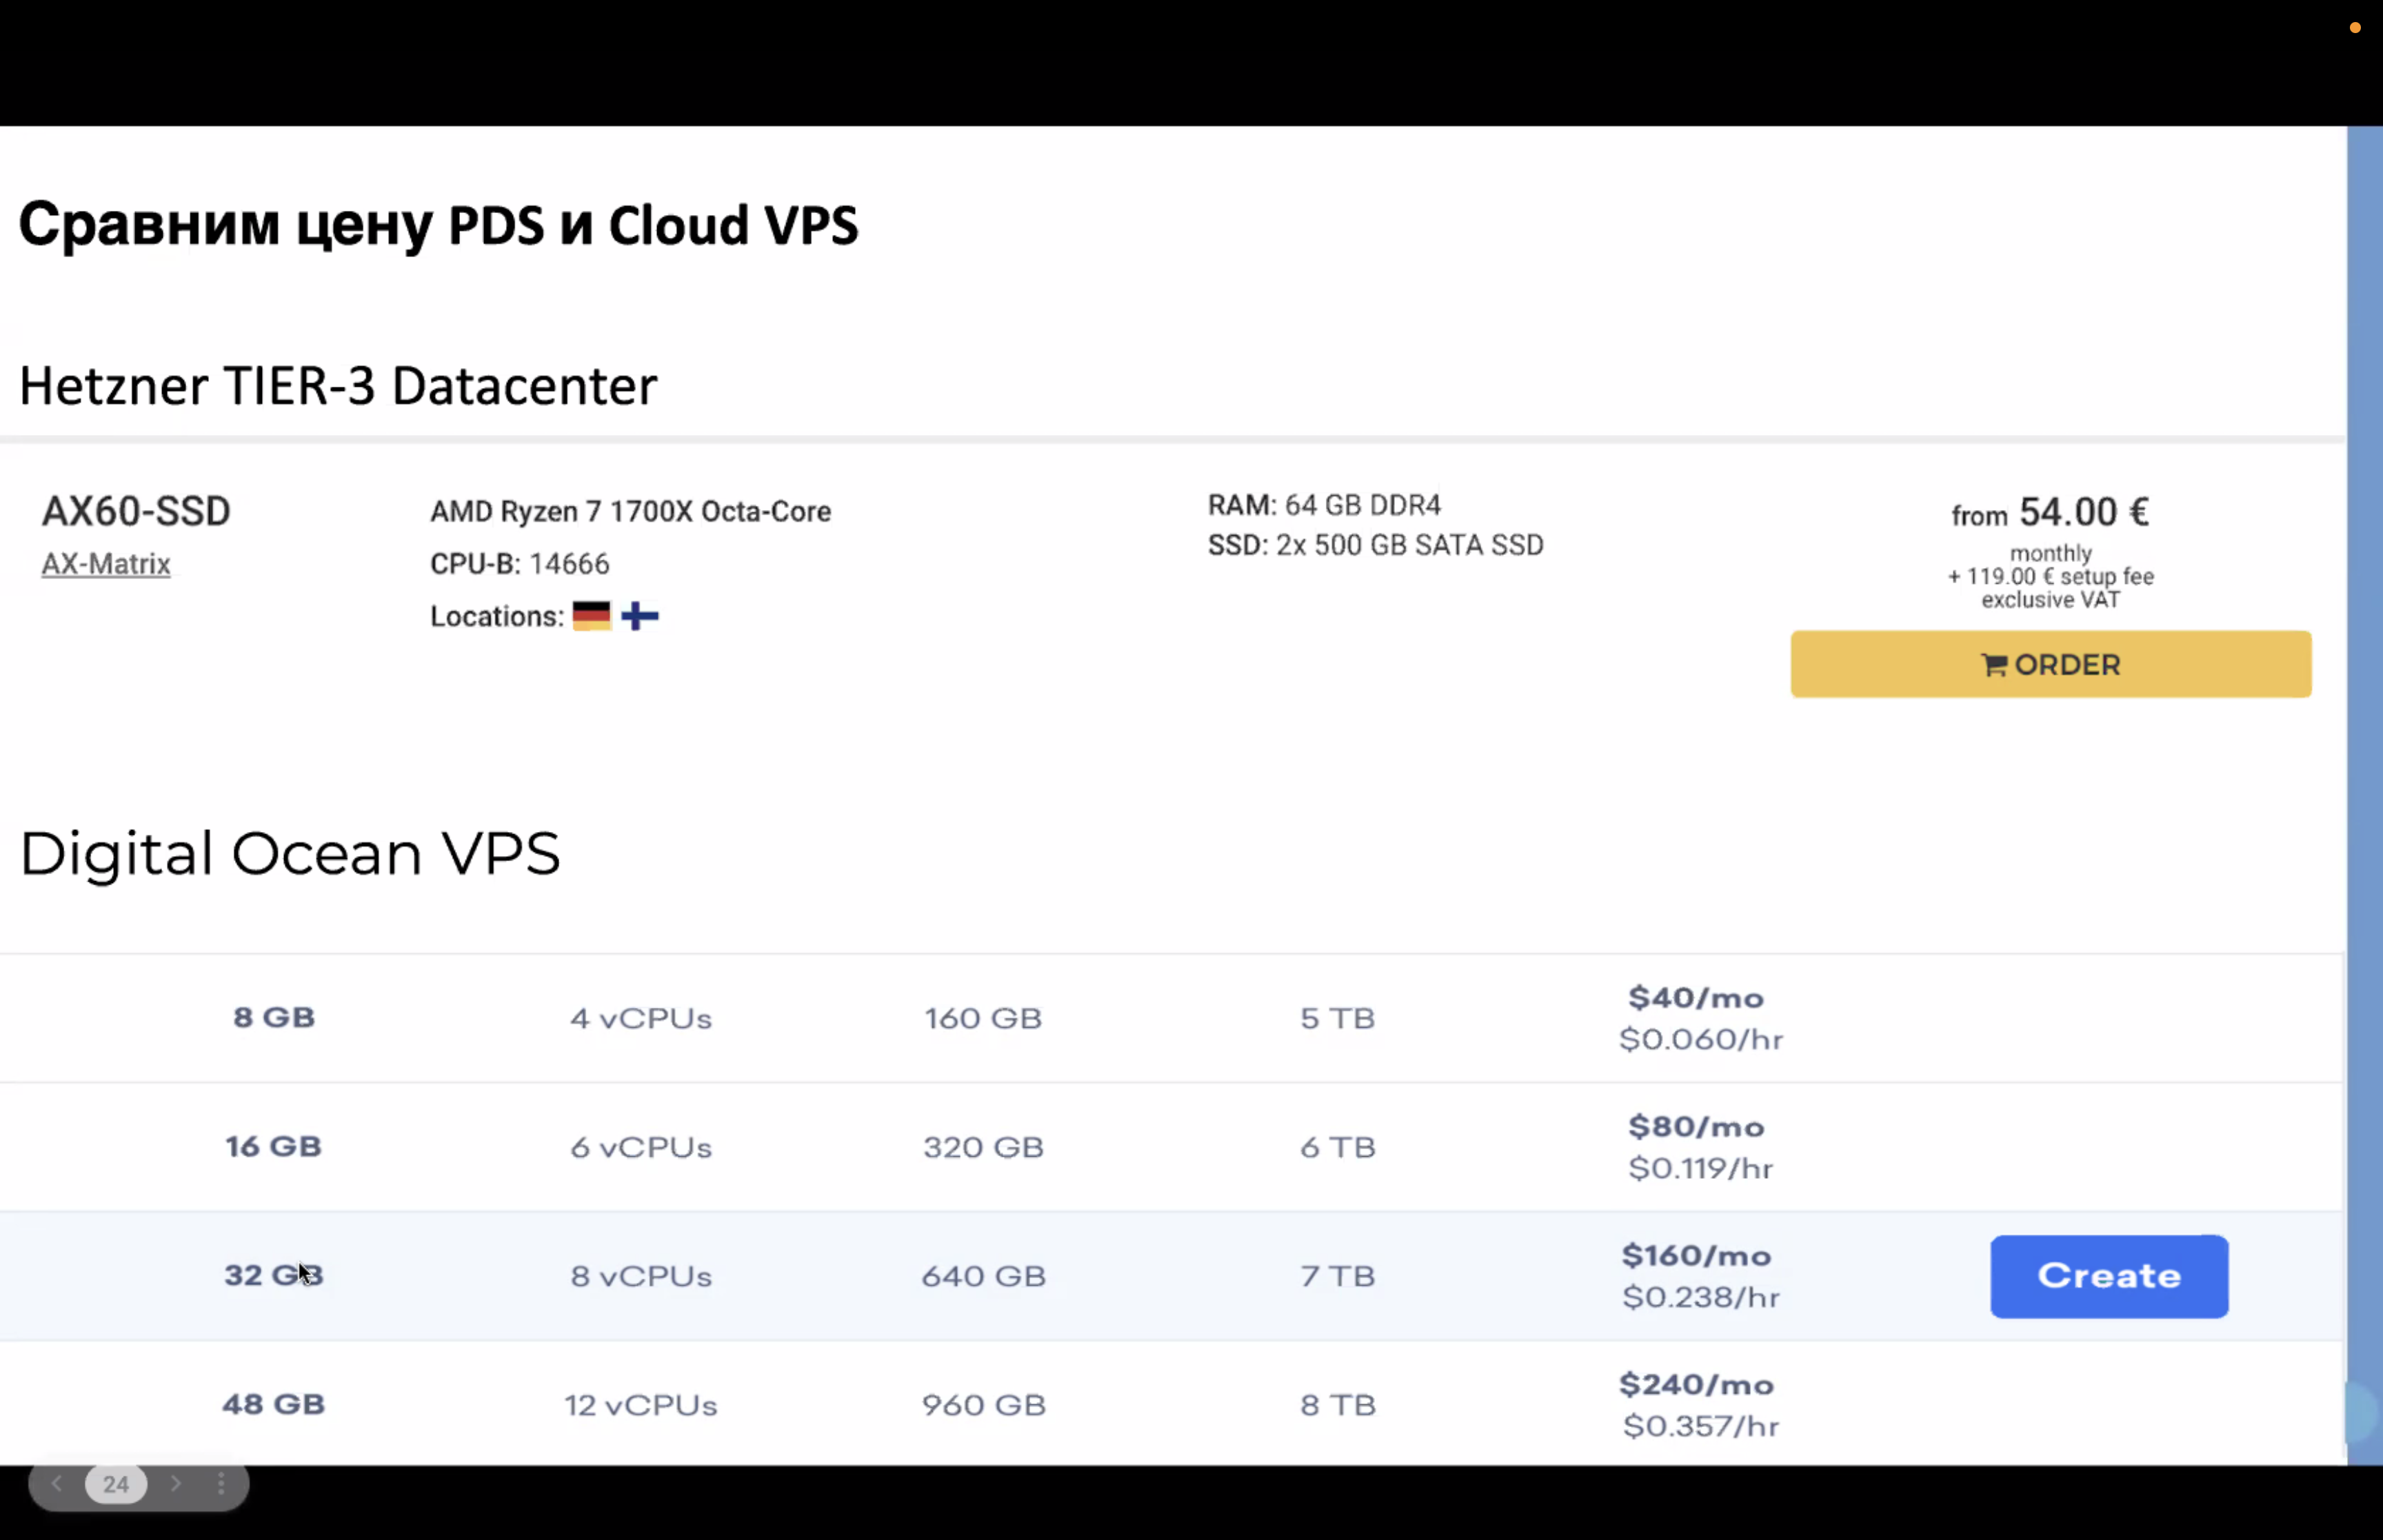 Сравним цену PDS и Cloud VPS
Hetzner TIER-3 Datacenter
AX60-SSD
AX-Matrix
AMD Ryzen 7 1700X Octa-Core
CPU-B: 14666
Locations:
RAM: 64 GB DDR4
SSD: 2x 500 GB SATA SSD
from 54.00 €
monthly
+ 119.00 € setup fee
exclusive VAT
ORDER
Digital Ocean VPS
8 GB 4 vCPUs 160 GB 5 TB $40/mo
$0.060/hr
16 GB 6 vCPUs 320 GB 6 TB $80/mo
$0.119/hr
32 GB 8 vCPUs 640 GB 7 TB $160/mo
$0.238/hr
Create
48 GB 12 vCPUs 960 GB 8 TB $240/mo
$0.357/hr
24